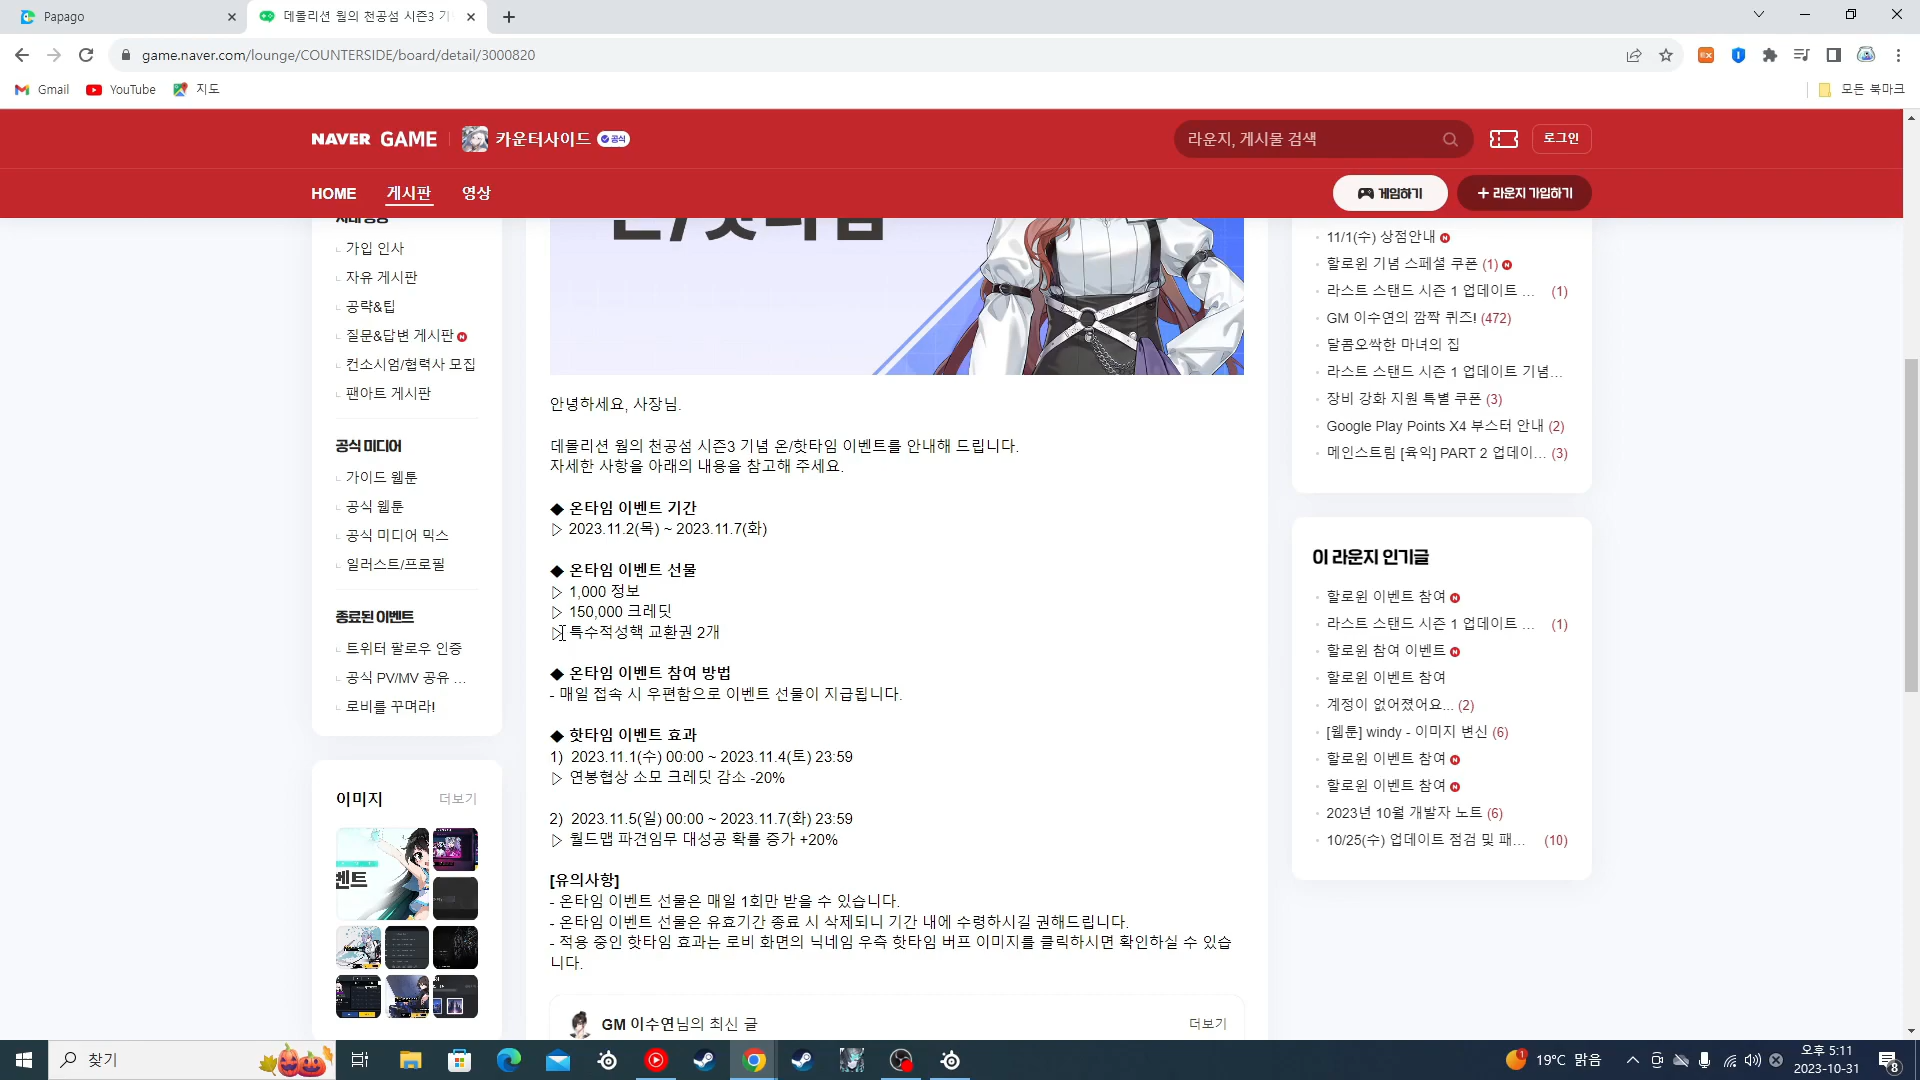 Papago
데몰리션 웜의 천공섬 시즌3 기
game.naver.com/lounge/COUNTERSIDE/board/detail/3000820
Gmail
YouTube
지도
모든 북마크
NAVER GAME
카운터사이드
공식
라운지, 게시물 검색
로그인
HOME
게시판
영상
게임하기
+ 라운지 가입하기
가입 인사
자유 게시판
공략&팁
질문&답변 게시판 N
컨소시엄/협력사 모집
팬아트 게시판
공식 미디어
가이드 웹툰
공식 웹툰
공식 미디어 믹스
일러스트/프로필
종료된 이벤트
트위터 팔로우 인증
공식 PV/MV 공유 ...
로비를 꾸며라!
이미지
더보기
벤트
온/핫타임
안녕하세요, 사장님.
데몰리션 웜의 천공섬 시즌3 기념 온/핫타임 이벤트를 안내해 드립니다.
자세한 사항을 아래의 내용을 참고해 주세요.
◆ 온타임 이벤트 기간
▷ 2023.11.2(목) ~ 2023.11.7(화)
◆ 온타임 이벤트 선물
▷ 1,000 정보
▷ 150,000 크레딧
▷ 특수적성핵 교환권 2개
◆ 온타임 이벤트 참여 방법
- 매일 접속 시 우편함으로 이벤트 선물이 지급됩니다.
◆ 핫타임 이벤트 효과
1) 2023.11.1(수) 00:00 ~ 2023.11.4(토) 23:59
▷ 연봉협상 소모 크레딧 감소 -20%
2) 2023.11.5(일) 00:00 ~ 2023.11.7(화) 23:59
▷ 월드맵 파견임무 대성공 확률 증가 +20%
[유의사항]
- 온타임 이벤트 선물은 매일 1회만 받을 수 있습니다.
- 온타임 이벤트 선물은 유효기간 종료 시 삭제되니 기간 내에 수령하시길 권해드립니다.
- 적용 중인 핫타임 효과는 로비 화면의 닉네임 우측 핫타임 버프 이미지를 클릭하시면 확인하실 수 있습
니다.
GM 이수연님의 최신 글
더보기
11/1(수) 상점안내 N
할로윈 기념 스페셜 쿠폰 (1) N
라스트 스탠드 시즌 1 업데이트 ... (1)
GM 이수연의 깜짝 퀴즈! (472)
달콤오싹한 마녀의 집
라스트 스탠드 시즌 1 업데이트 기념...
장비 강화 지원 특별 쿠폰 (3)
Google Play Points X4 부스터 안내 (2)
메인스트림 [육익] PART 2 업데이... (3)
이 라운지 인기글
할로윈 이벤트 참여 N
라스트 스탠드 시즌 1 업데이트 ... (1)
할로윈 참여 이벤트 N
할로윈 이벤트 참여
계정이 없어졌어요... (2)
[웹툰] windy - 이미지 변신 (6)
할로윈 이벤트 참여 N
할로윈 이벤트 참여 N
2023년 10월 개발자 노트 (6)
10/25(수) 업데이트 점검 및 패... (10)
찾기
1
19°C 맑음
오후 5:11
2023-10-31
8